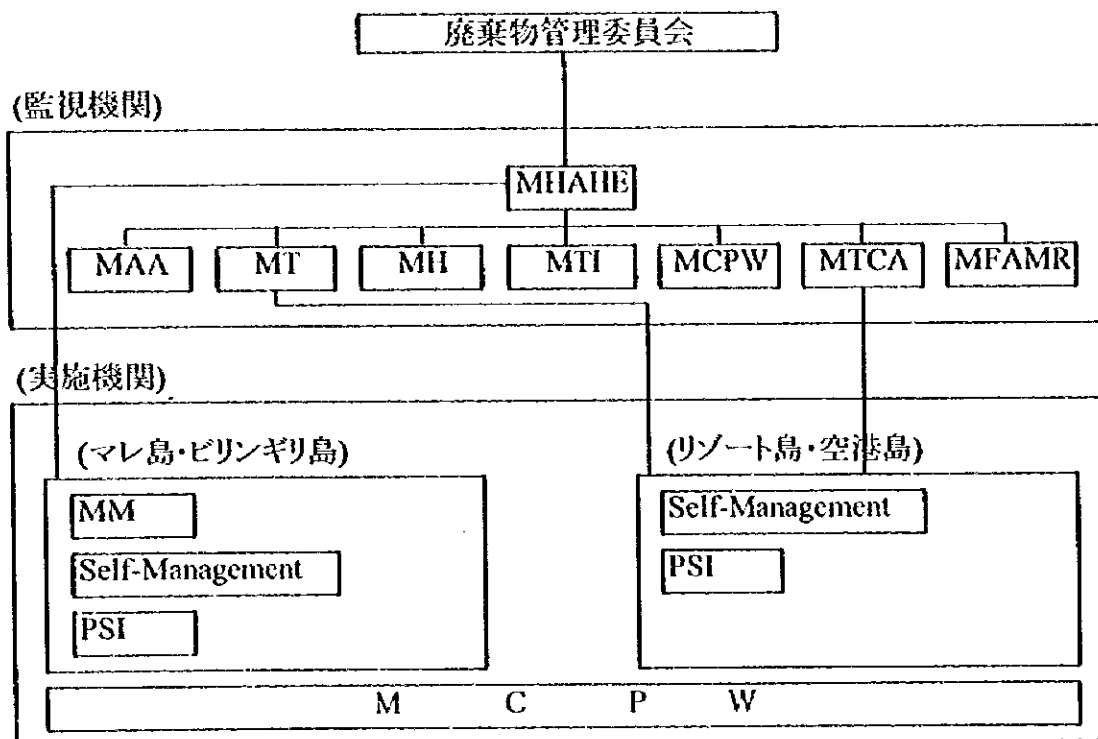 廃棄物管理委員会
(監視機関)
MHAHE
MAA MT MH MTI MCPW MTCA MFAMR
(実施機関)
(マレ島・ビリンギリ島) (リゾート島・空港島)
MM
Self-Management
PSI
Self-Management
PSI
M C P W